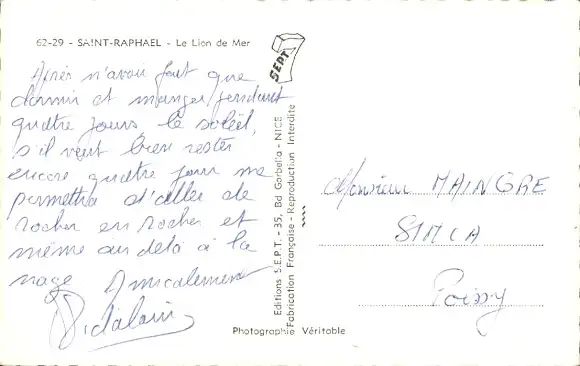 62-29 - SAINT-RAPHAEL - Le Lion de Mer
Après n'avoir fait que
dormir et manger pendant
quatre jours le soleil,
s'il veut bien rester
encore quatre jours me
permettra d'aller de
rocher en rocher et
même au delà à la
nage Amicalement
SEPT
Editions S.E.P.T. - 35, Bd Gorbella - NICE
Fabrication Française - Reproduction Interdite
Monsieur MAINGRE
SIMCA
Poissy
Photographie Véritable